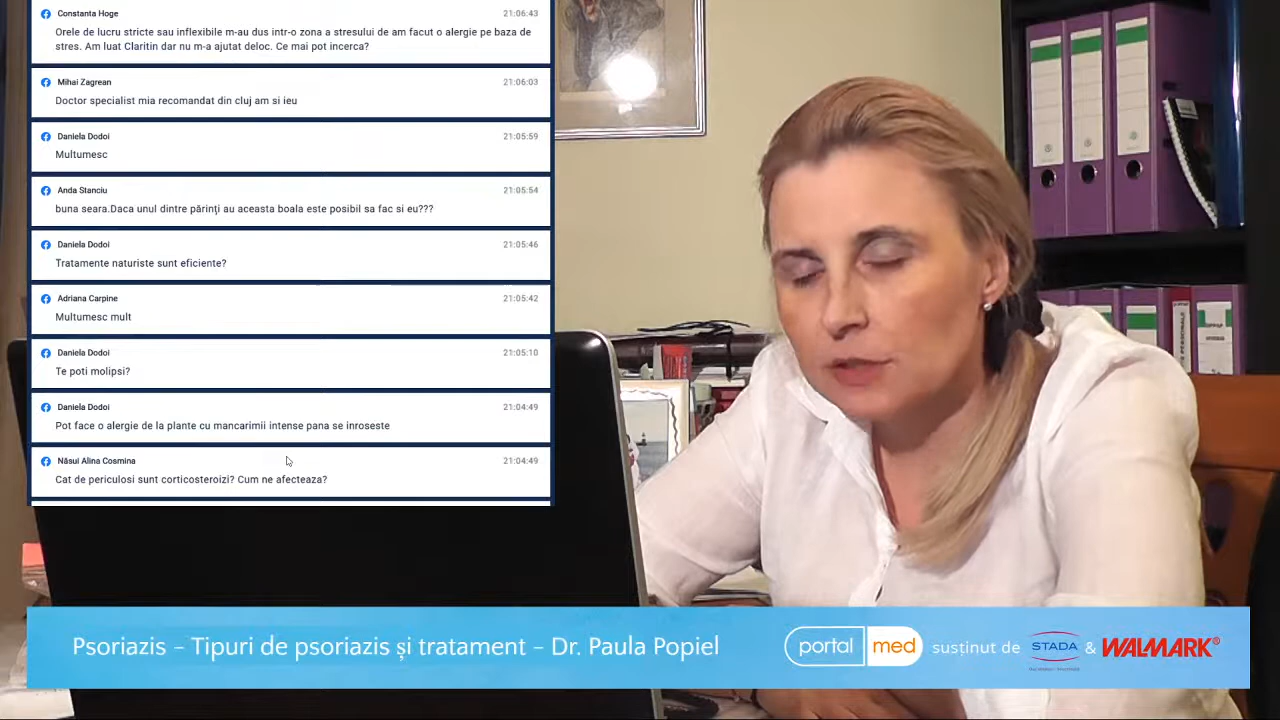 Constanta Hoge 21:06:43
Orele de lucru stricte sau inflexibile m-au dus intr-o zona a stresului de am facut o alergie pe baza de
stres. Am luat Claritin dar nu m-a ajutat deloc. Ce mai pot incerca?
Mihai Zagrean 21:06:03
Doctor specialist mia recomandat din cluj am si ieu
Daniela Dodoi 21:05:59
Multumesc
Anda Stanciu 21:05:54
buna seara.Daca unul dintre părinți au aceasta boala este posibil sa fac si eu???
Daniela Dodoi 21:05:46
Tratamente naturiste sunt eficiente?
Adriana Carpine 21:05:42
Multumesc mult
Daniela Dodoi 21:05:10
Te poti molipsi?
Daniela Dodoi 21:04:49
Pot face o alergie de la plante cu mancarimii intense pana se inroseste
Năsui Alina Cosmina 21:04:49
Cat de periculosi sunt corticosteroizi? Cum ne afecteaza?
Psoriazis – Tipuri de psoriazis și tratament – Dr. Paula Popiel
portal med susținut de STADA & WALMARK®